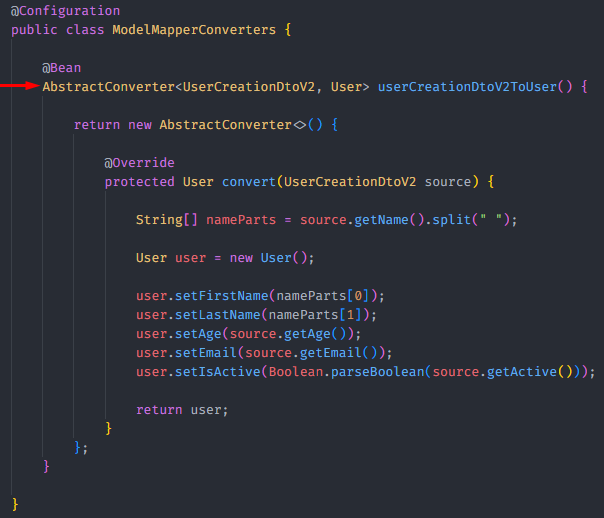 @Configuration
public class ModelMapperConverters {
@Bean
AbstractConverter<UserCreationDtoV2, User> userCreationDtoV2ToUser() {
return new AbstractConverter<>() {
@Override
protected User convert(UserCreationDtoV2 source) {
String[] nameParts = source.getName().split(" ");
User user = new User();
user.setFirstName(nameParts[0]);
user.setLastName(nameParts[1]);
user.setAge(source.getAge());
user.setEmail(source.getEmail());
user.setIsActive(Boolean.parseBoolean(source.getActive()));
return user;
}
};
}
}